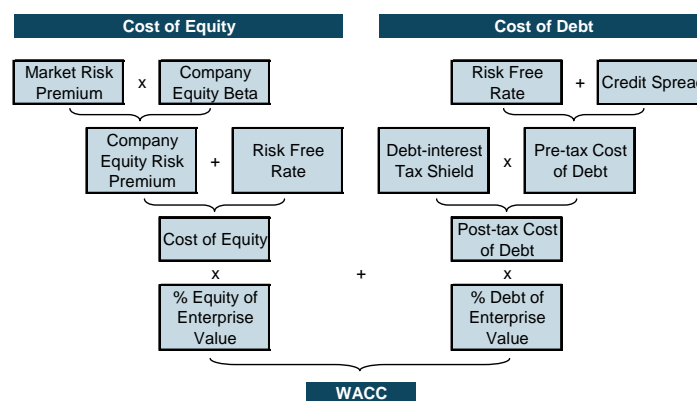 Cost of Equity
Cost of Debt
Market Risk
Premium
x
Company
Equity Beta
Risk Free
Rate
+
Credit Sprea
Company
Equity Risk
Premium
+
Risk Free
Rate
Debt-interest
Tax Shield
x
Pre-tax Cost
of Debt
Cost of Equity
Post-tax Cost
of Debt
x
+
x
% Equity of
Enterprise
Value
% Debt of
Enterprise
Value
WACC